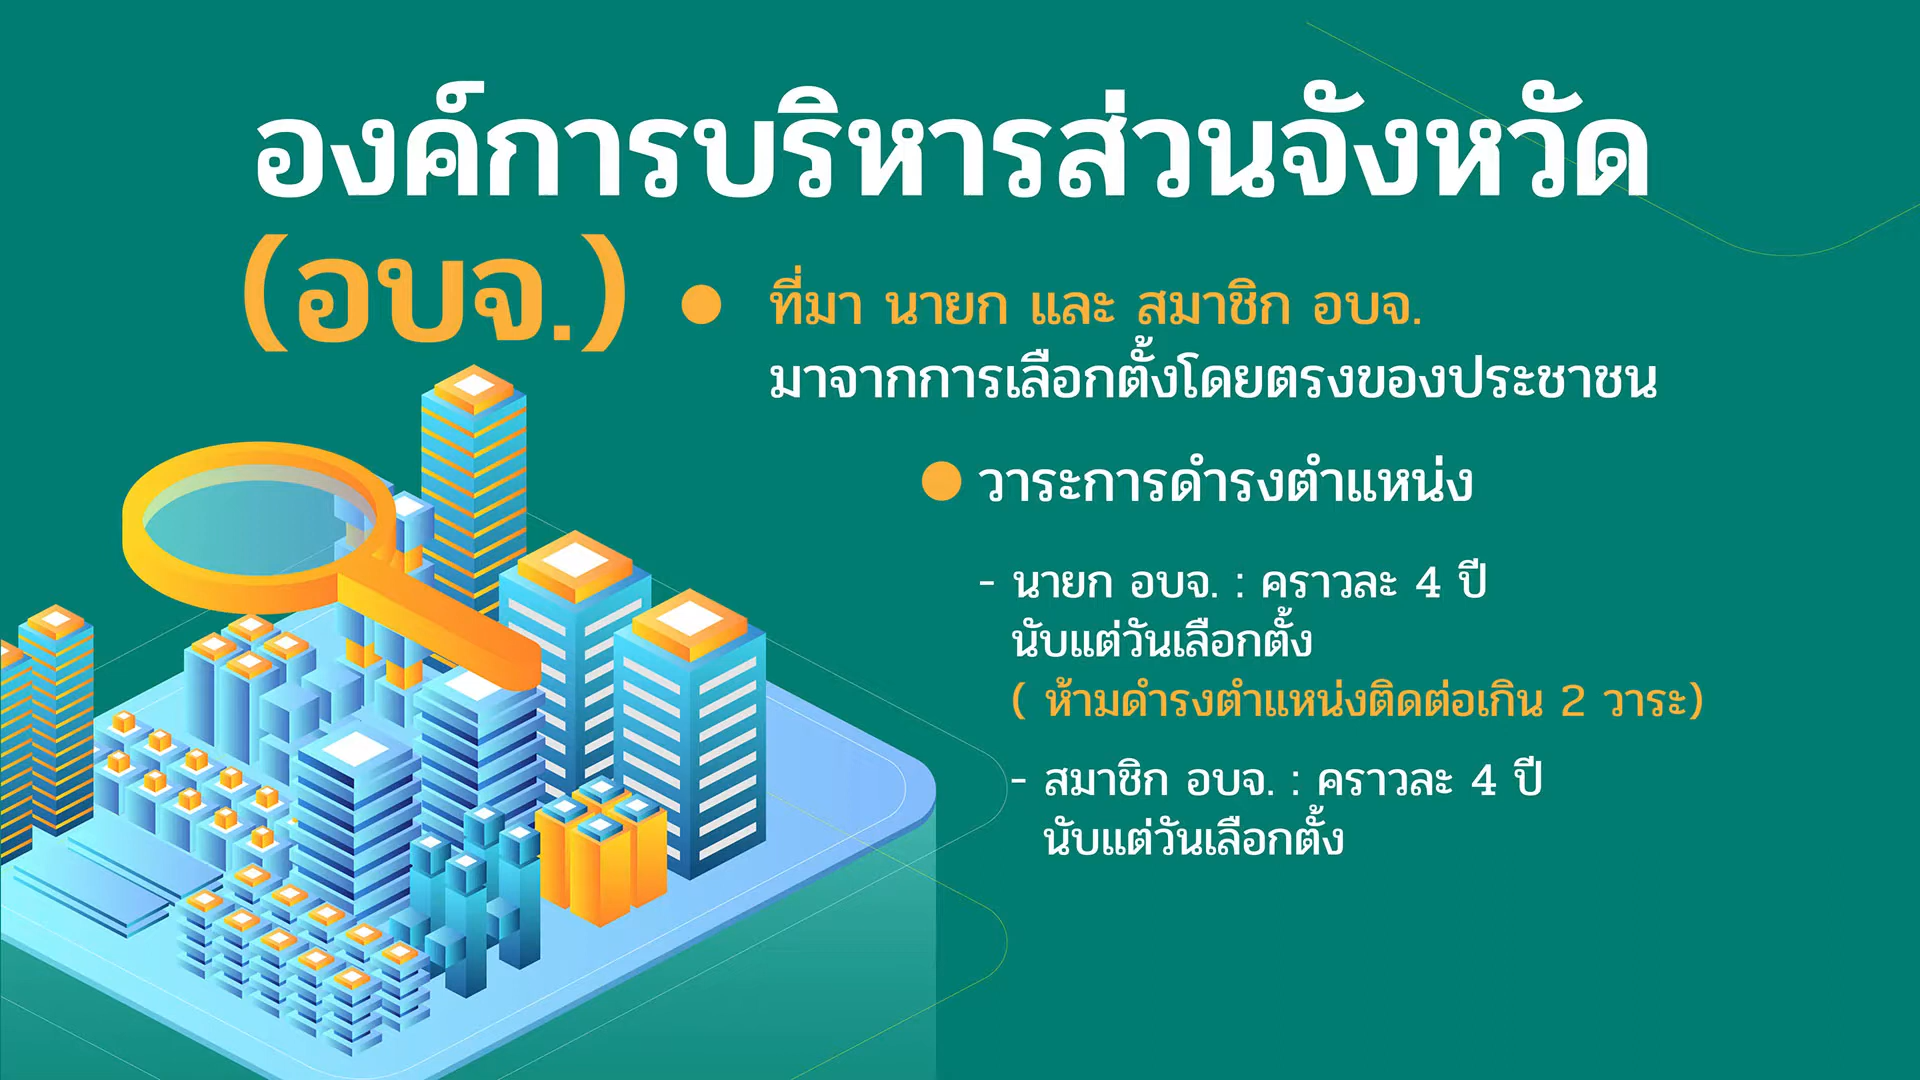 องค์การบริหารส่วนจังหวัด
(อบจ.)
ที่มา นายก และ สมาชิก อบจ.
มาจากการเลือกตั้งโดยตรงของประชาชน
วาระการดำรงตำแหน่ง
- นายก อบจ. : คราวละ 4 ปี
นับแต่วันเลือกตั้ง
( ห้ามดำรงตำแหน่งติดต่อเกิน 2 วาระ)
- สมาชิก อบจ. : คราวละ 4 ปี
นับแต่วันเลือกตั้ง